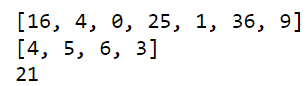 [16, 4, 0, 25, 1, 36, 9]
[4, 5, 6, 3]
21